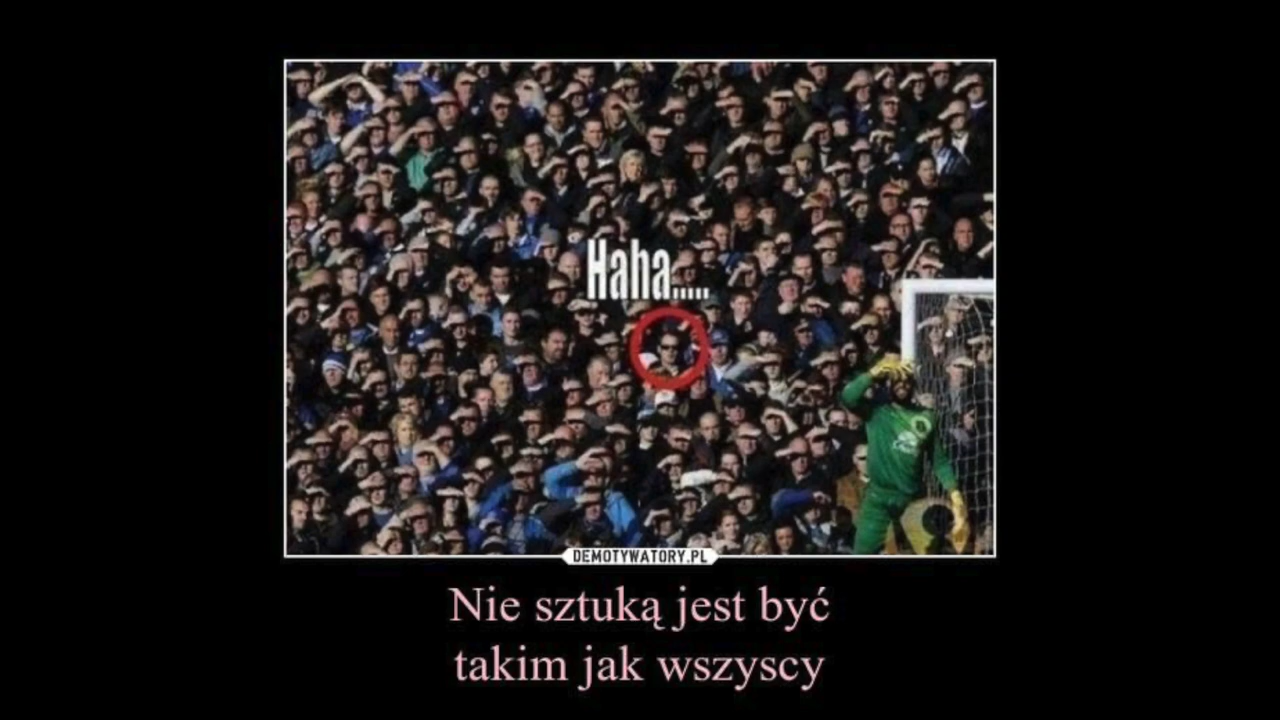 Haha.....
DEMOTYWATORY.PL
Nie sztuką jest być
takim jak wszyscy